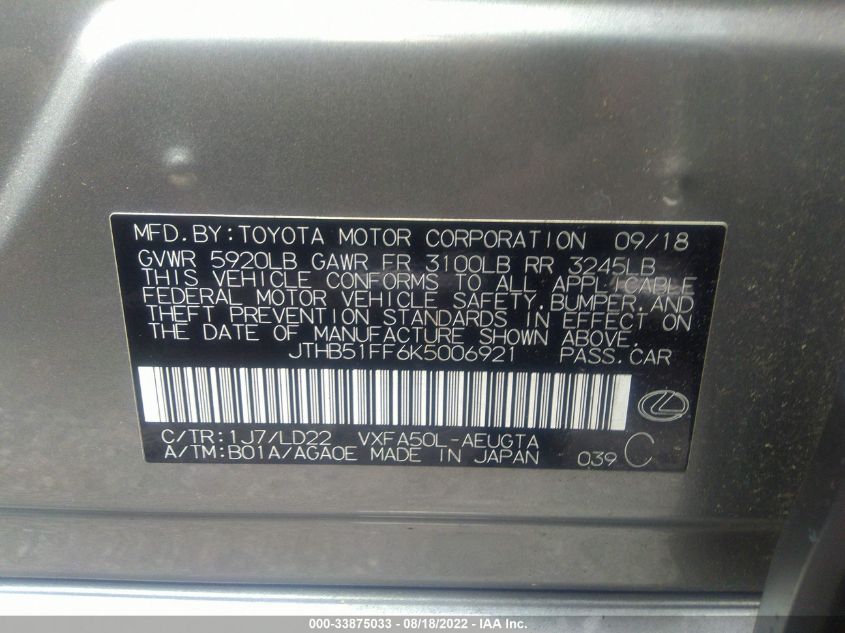 MFD.BY:TOYOTA MOTOR CORPORATION 09/18
GVWR 5920LB GAWR FR 3100LB RR 3245LB
THIS VEHICLE CONFORMS TO ALL APPLICABLE
FEDERAL MOTOR VEHICLE SAFETY,BUMPER,AND
THEFT PREVENTION STANDARDS IN EFFECT ON
THE DATE OF MANUFACTURE SHOWN ABOVE.
JTHB51FF6K5006921 PASS.CAR
C/TR:1J7/LD22 VXFA50L-AEUGTA
A/TM:B01A/AGA0E MADE IN JAPAN 039 C
000-33875033 - 08/18/2022 - IAA Inc.